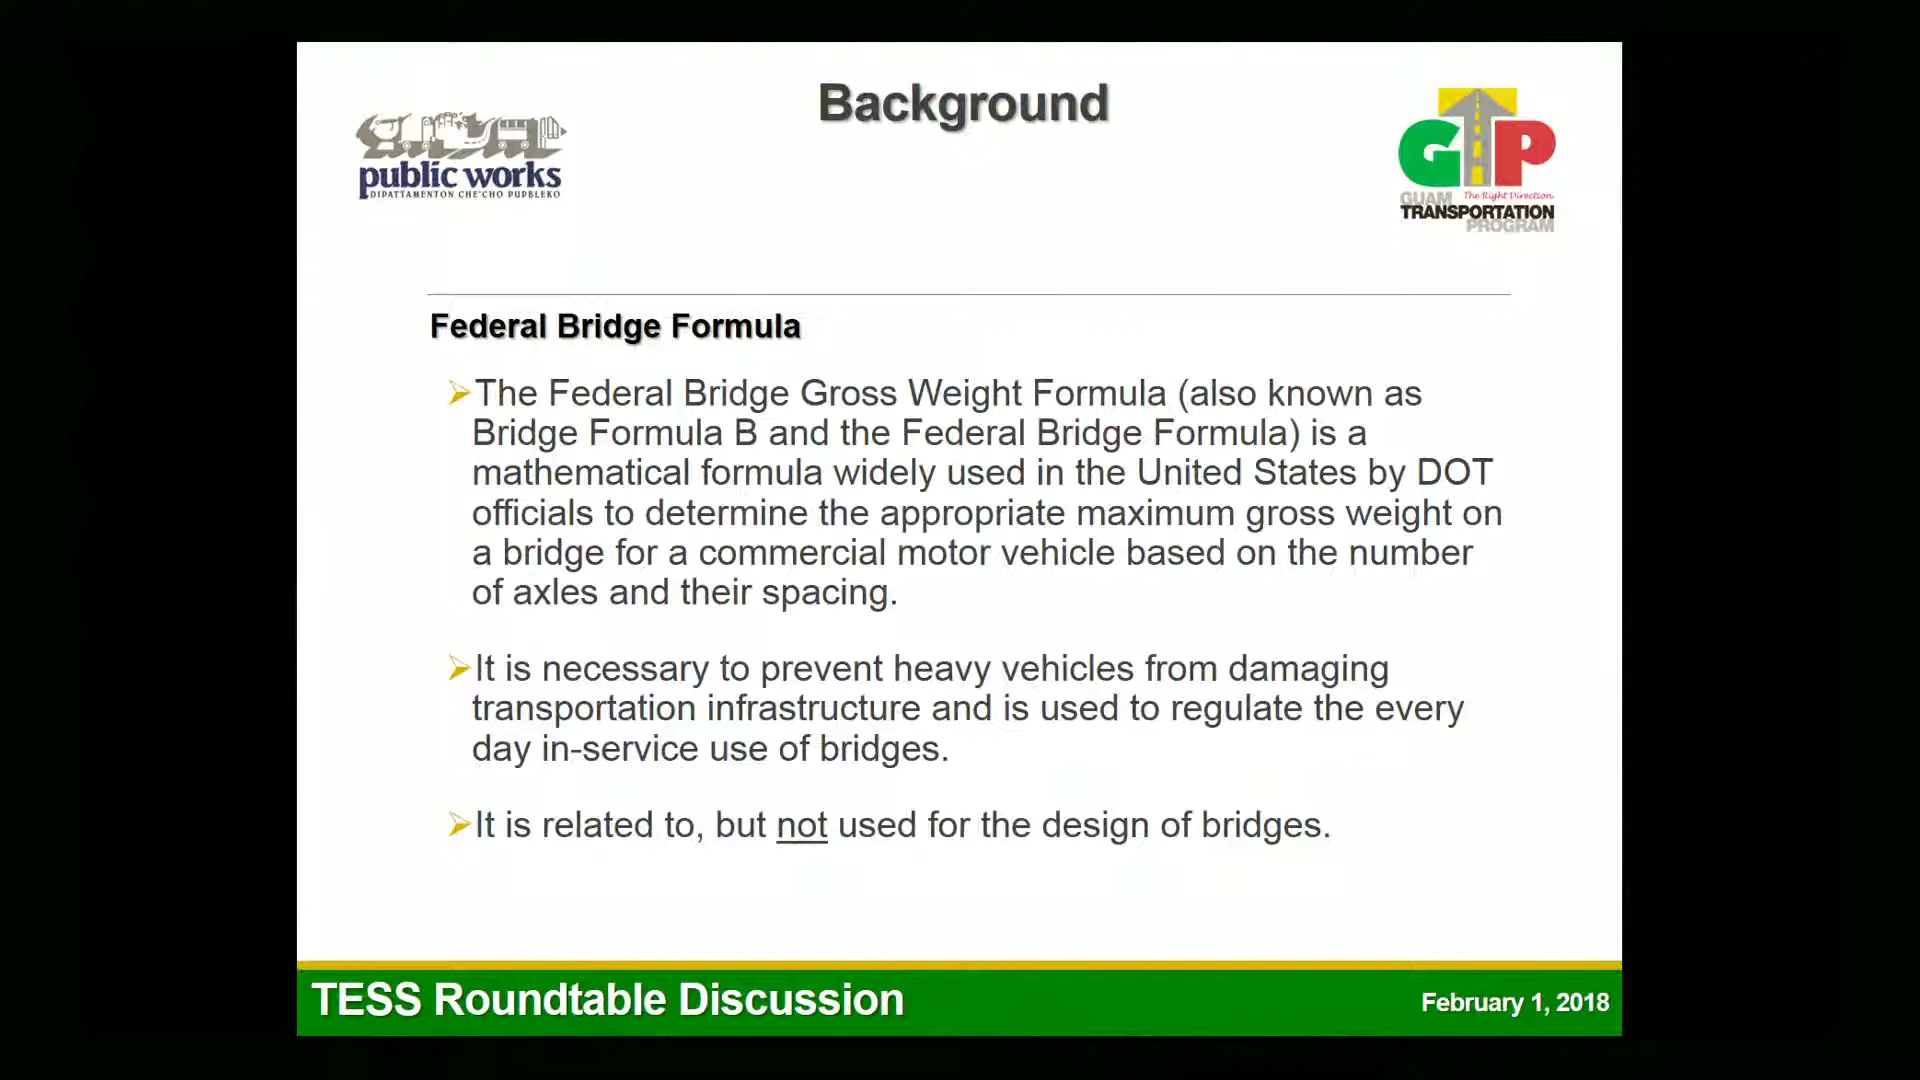 Background
public works
DIPATTAMENTON CHE'CHO PUPBLEKO
GTP
The Right Direction
GUAM
TRANSPORTATION
PROGRAM
Federal Bridge Formula
The Federal Bridge Gross Weight Formula (also known as
Bridge Formula B and the Federal Bridge Formula) is a
mathematical formula widely used in the United States by DOT
officials to determine the appropriate maximum gross weight on
a bridge for a commercial motor vehicle based on the number
of axles and their spacing.
It is necessary to prevent heavy vehicles from damaging
transportation infrastructure and is used to regulate the every
day in-service use of bridges.
It is related to, but not used for the design of bridges.
TESS Roundtable Discussion
February 1, 2018